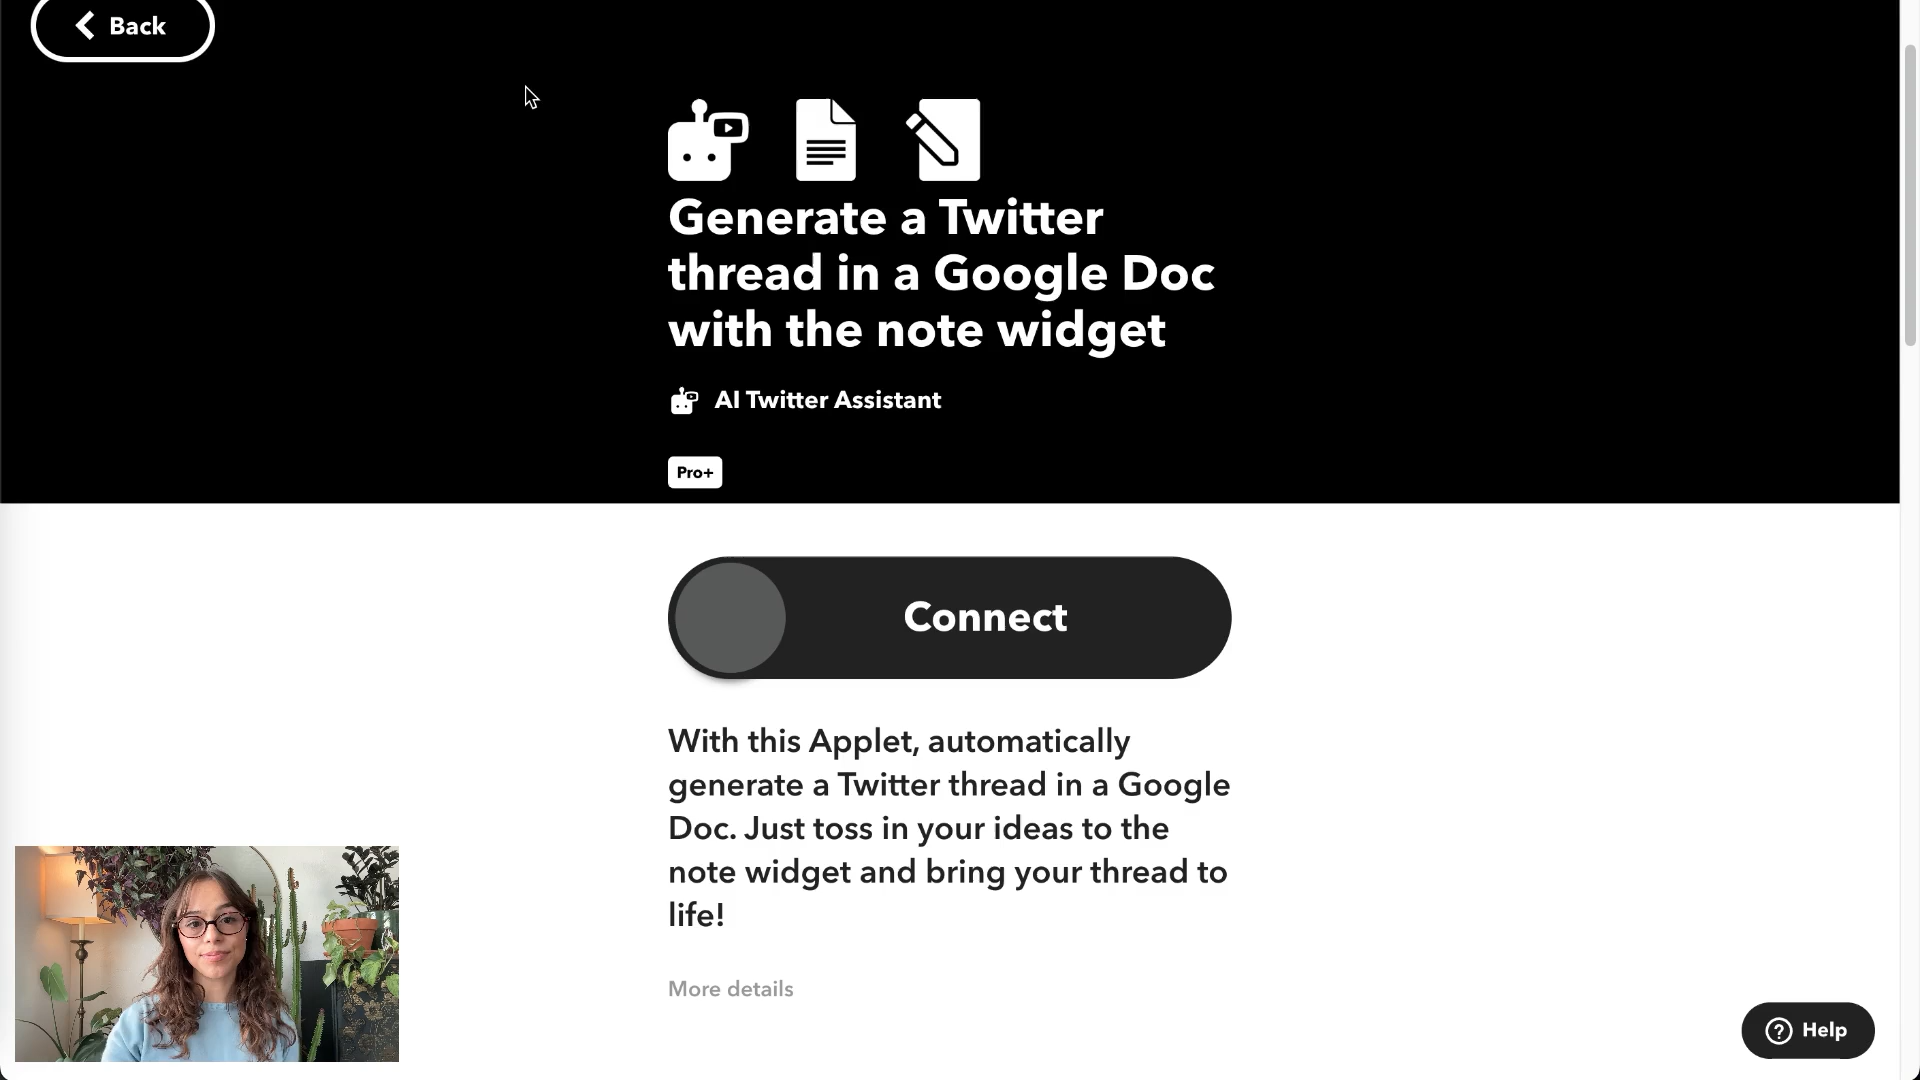 Back
Generate a Twitter
thread in a Google Doc
with the note widget
AI Twitter Assistant
Pro+
Connect
With this Applet, automatically
generate a Twitter thread in a Google
Doc. Just toss in your ideas to the
note widget and bring your thread to
life!
More details
Help